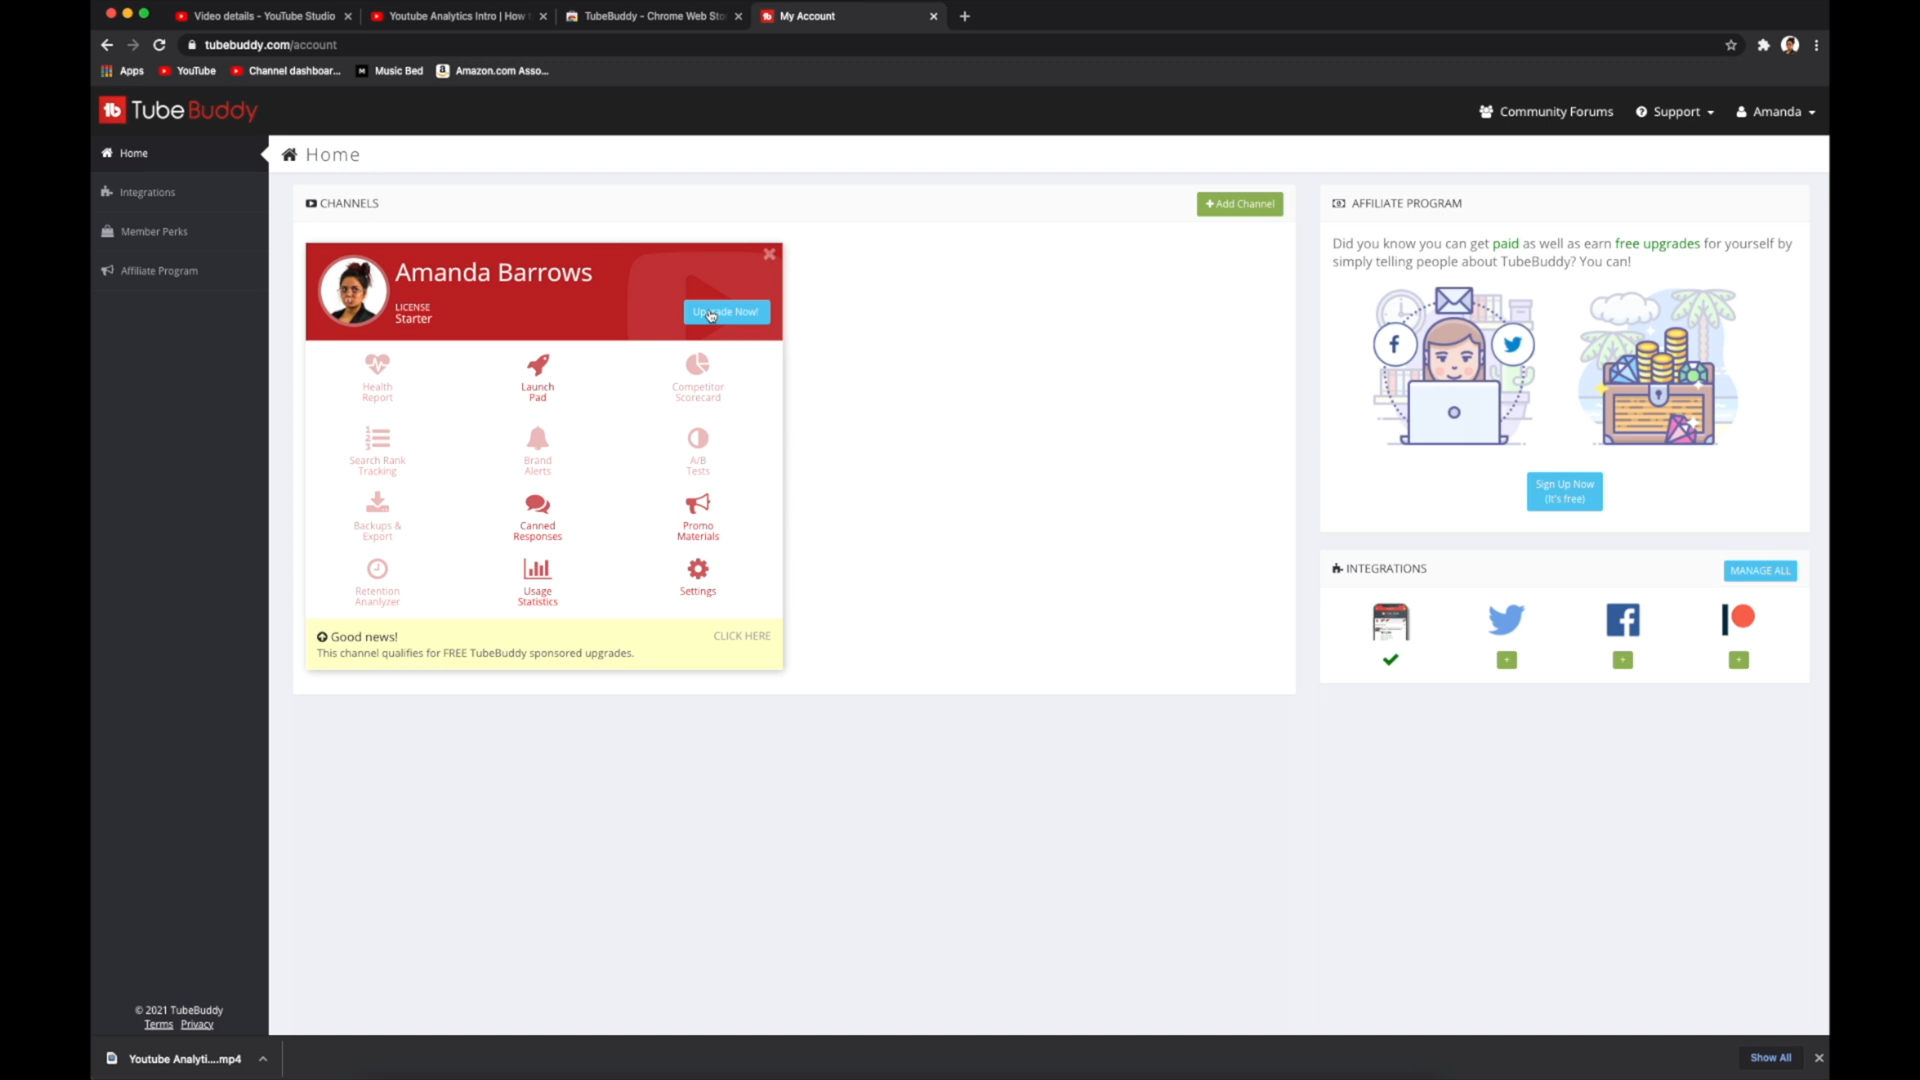 Video details - YouTube Studio
Youtube Analytics Intro | How
TubeBuddy - Chrome Web Sto
My Account
tubebuddy.com/account
Apps
YouTube
Channel dashboar...
M Music Bed
a Amazon.com Asso...
tb TubeBuddy
Community Forums
Support
Amanda
Home
Integrations
Member Perks
Affiliate Program
Home
CHANNELS
+ Add Channel
Amanda Barrows
LICENSE
Starter
Upgrade Now!
Health
Report
Launch
Pad
Competitor
Scorecard
Search Rank
Tracking
Brand
Alerts
A/B
Tests
Backups &
Export
Canned
Responses
Promo
Materials
Retention
Ananlyzer
Usage
Statistics
Settings
Good news!
CLICK HERE
This channel qualifies for FREE TubeBuddy sponsored upgrades.
AFFILIATE PROGRAM
Did you know you can get paid as well as earn free upgrades for yourself by
simply telling people about TubeBuddy? You can!
Sign Up Now
(It's free)
INTEGRATIONS
MANAGE ALL
© 2021 TubeBuddy
Terms Privacy
Youtube Analyti....mp4
Show All